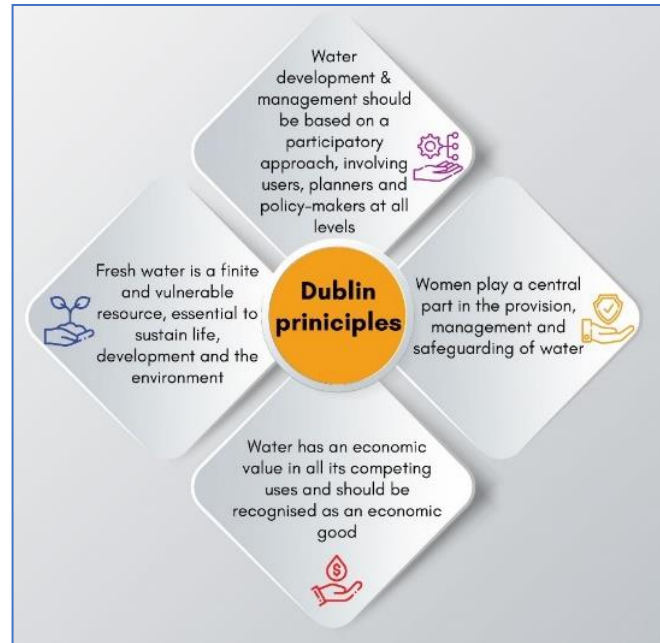 Water
development &
management should
be based on a
participatory
approach, involving
users, planners and
policy-makers at all
levels
Fresh water is a finite
and vulnerable
resource, essential to
sustain life,
development and the
environment
Dublin
priniciples
Women play a central
part in the provision,
management and
safeguarding of water
Water has an economic
value in all its competing
uses and should be
recognised as an economic
good
$